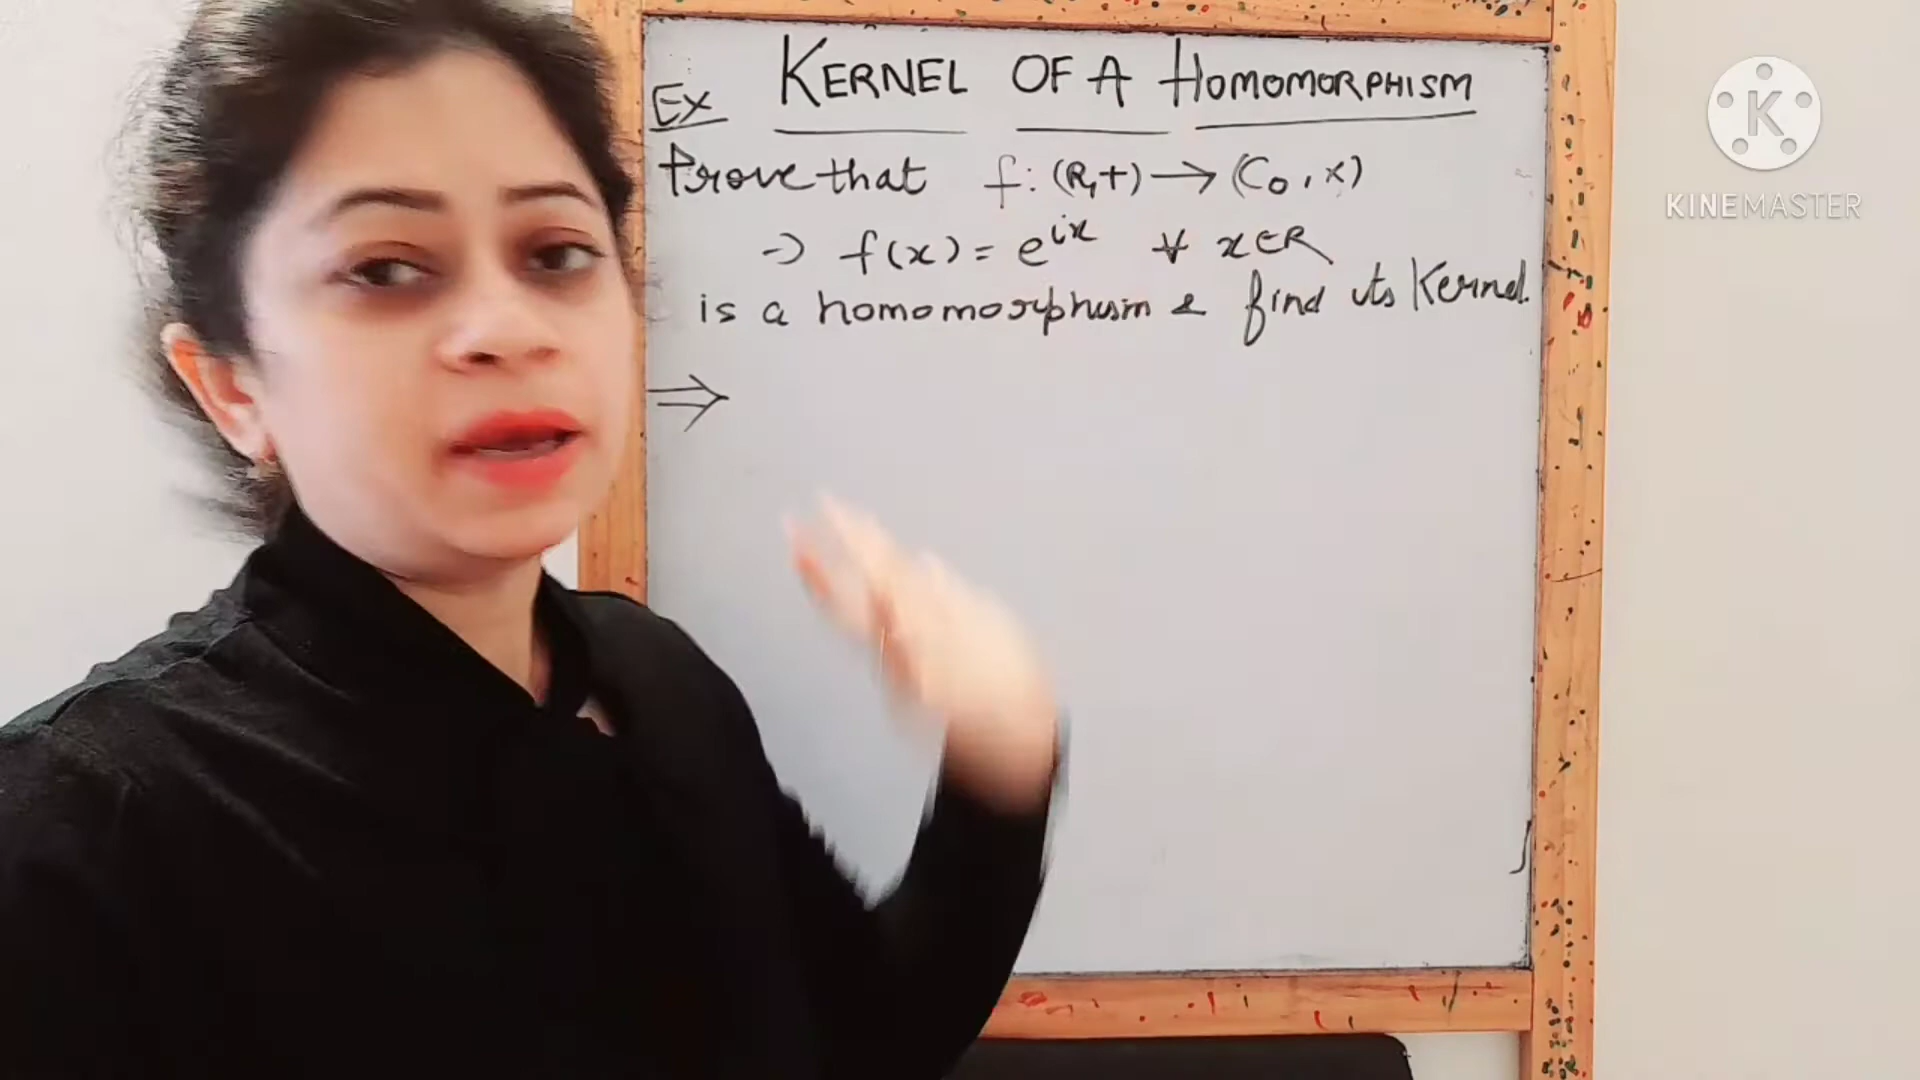 KERNEL OF A HOMOMORPHISM
Ex
Prove that f: (R,+) → (C₀, ×)
→ f(x) = e^{ix} ∀ x∈R
is a homomorphism & find its Kernel.
⇒
K
KINEMASTER